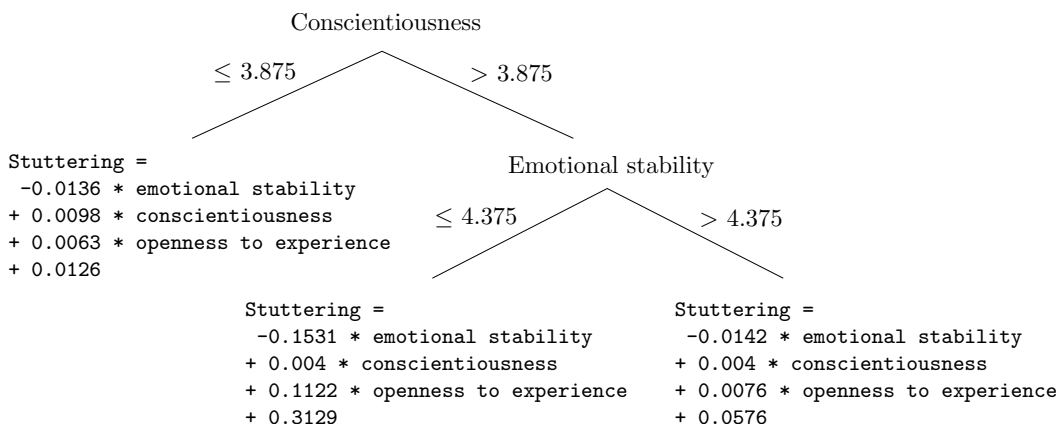 Conscientiousness
≤ 3.875
> 3.875
Stuttering =
-0.0136 * emotional stability
+ 0.0098 * conscientiousness
+ 0.0063 * openness to experience
+ 0.0126
Emotional stability
≤ 4.375
> 4.375
Stuttering =
-0.1531 * emotional stability
+ 0.004 * conscientiousness
+ 0.1122 * openness to experience
+ 0.3129
Stuttering =
-0.0142 * emotional stability
+ 0.004 * conscientiousness
+ 0.0076 * openness to experience
+ 0.0576